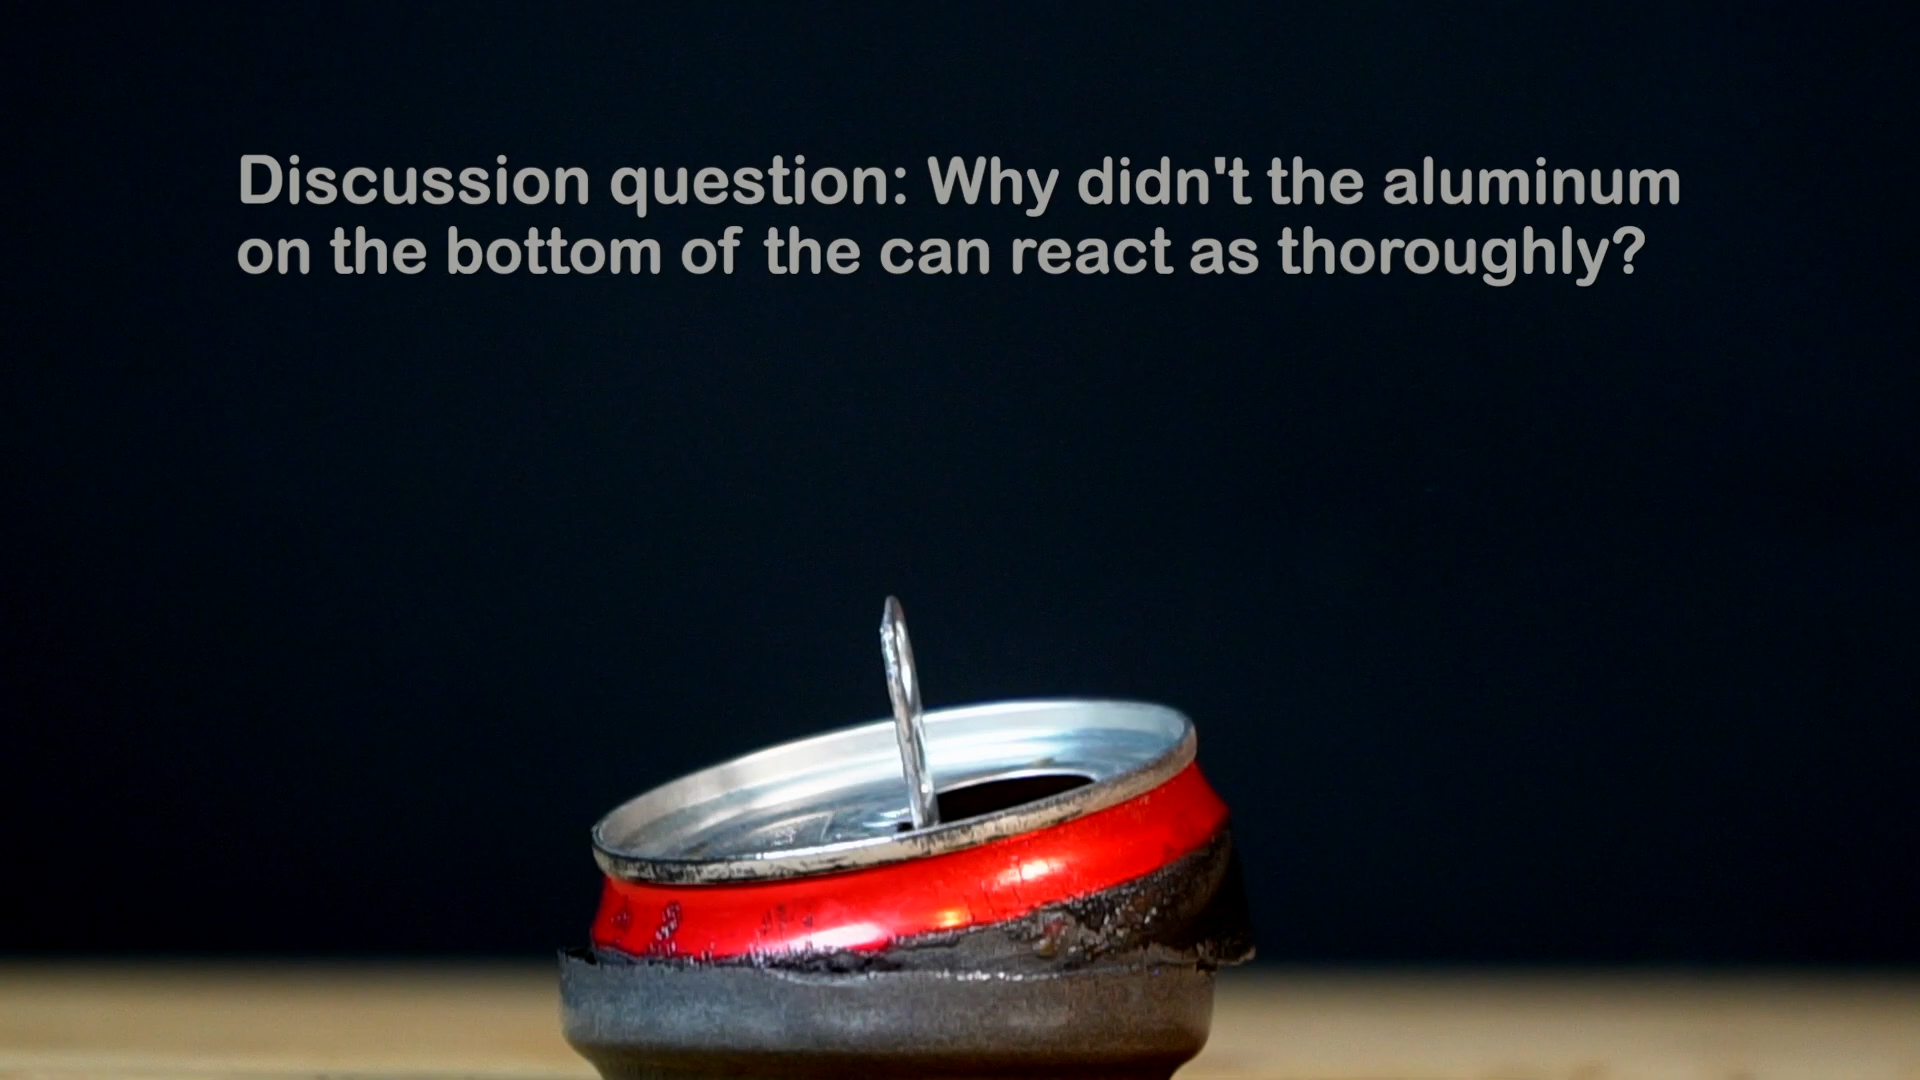 Discussion question: Why didn't the aluminum
on the bottom of the can react as thoroughly?